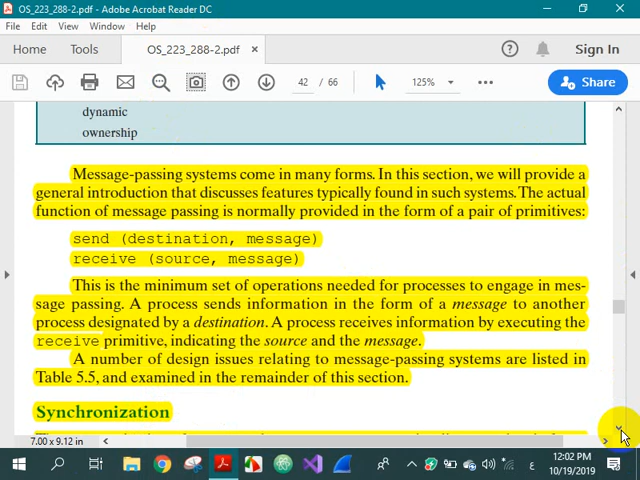 OS_223_288-2.pdf - Adobe Acrobat Reader DC
File Edit View Window Help
Home Tools OS_223_288-2.pdf × ? Sign In
42 / 66 125% Share
dynamic
ownership
Message-passing systems come in many forms. In this section, we will provide a
general introduction that discusses features typically found in such systems. The actual
function of message passing is normally provided in the form of a pair of primitives:
send (destination, message)
receive (source, message)
This is the minimum set of operations needed for processes to engage in mes-
sage passing. A process sends information in the form of a message to another
process designated by a destination. A process receives information by executing the
receive primitive, indicating the source and the message.
A number of design issues relating to message-passing systems are listed in
Table 5.5, and examined in the remainder of this section.
Synchronization
7.00 x 9.12 in
12:02 PM
ع
10/19/2019